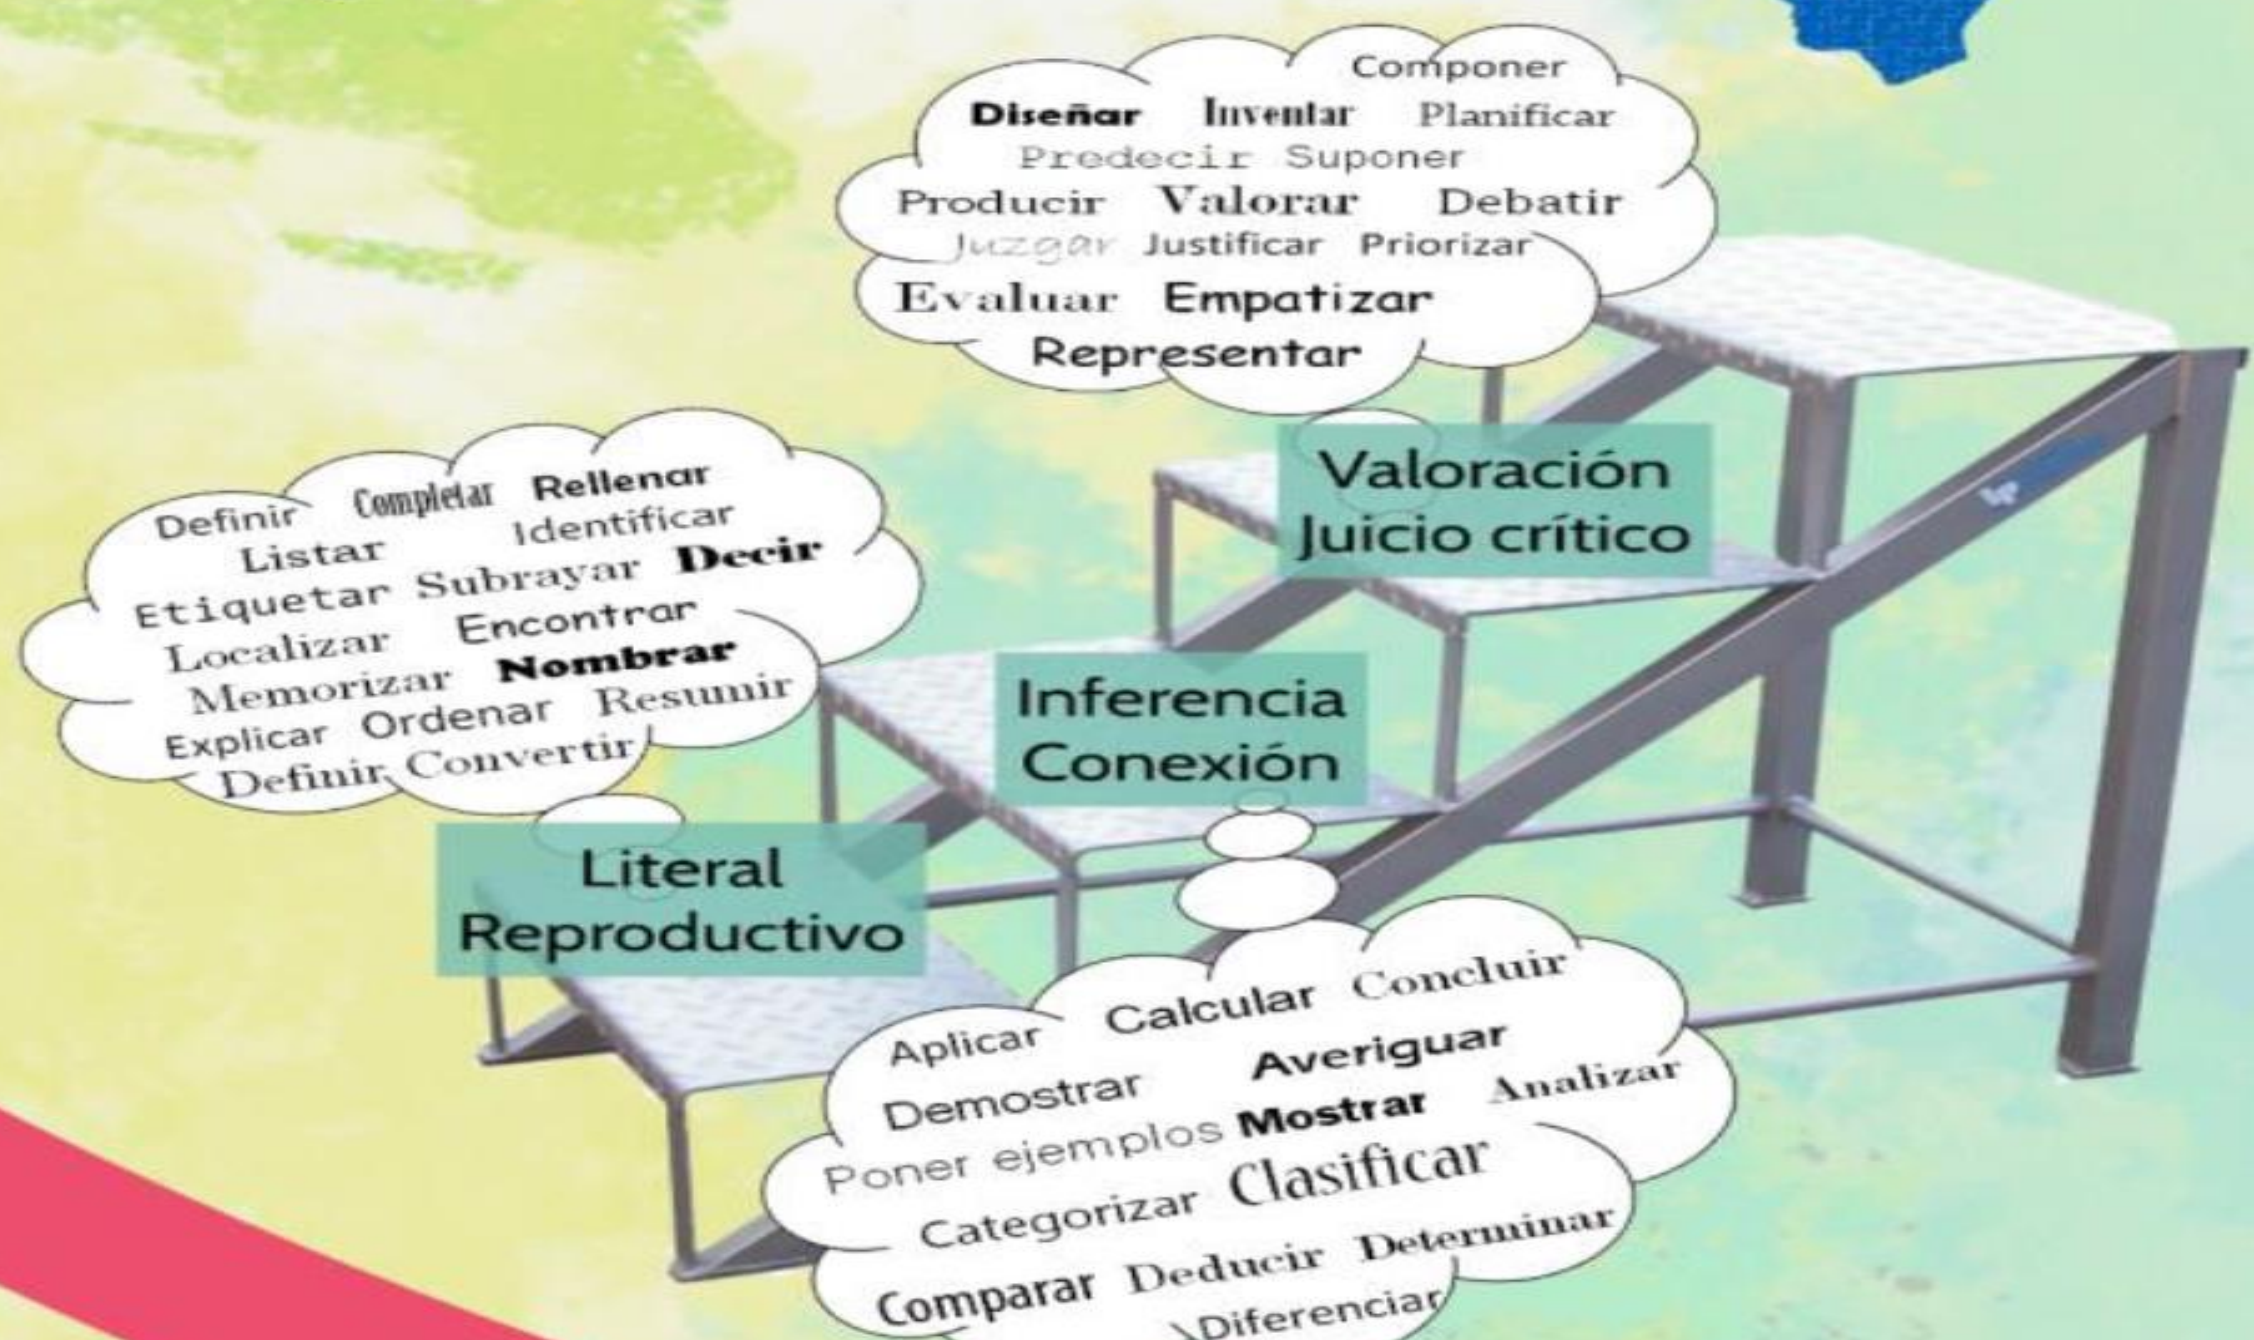 Componer
Diseñar Inventar Planificar
Predecir Suponer
Producir Valorar Debatir
Juzgar Justificar Priorizar
Evaluar Empatizar
Representar
Valoración
Juicio crítico
Definir Completar Rellenar
Listar Identificar
Etiquetar Subrayar Decir
Localizar Encontrar
Memorizar Nombrar
Explicar Ordenar Resumir
Definir Convertir
Inferencia
Conexión
Literal
Reproductivo
Aplicar Calcular Concluir
Demostrar Averiguar
Poner ejemplos Mostrar Analizar
Categorizar Clasificar
Comparar Deducir Determinar
Diferenciar